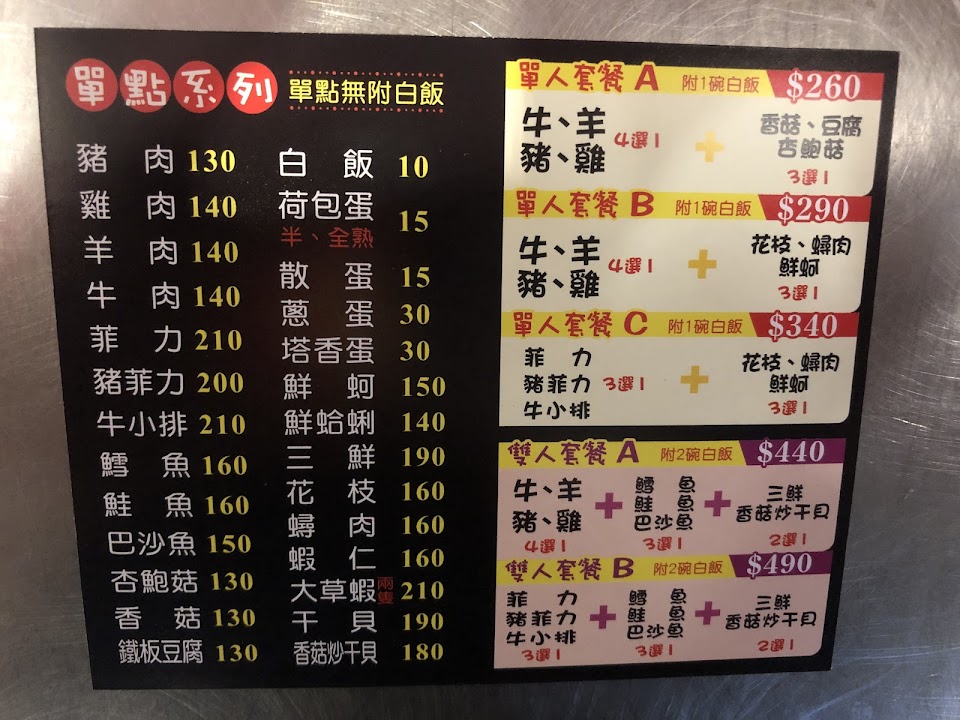 單點系列 單點無附白飯
豬肉 130
雞肉 140
羊肉 140
牛肉 140
菲力 210
豬菲力 200
牛小排 210
鱈魚 160
鮭魚 160
巴沙魚 150
杏鮑菇 130
香菇 130
鐵板豆腐 130
白飯 10
荷包蛋 15
半、全熟
散蛋 15
蔥蛋 30
塔香蛋 30
鮮蚵 150
鮮蛤蜊 140
三鮮 190
花枝 160
蟳肉 160
蝦仁 160
大草蝦 兩隻 210
干貝 190
香菇炒干貝 180
單人套餐 A 附1碗白飯 $260
牛、羊
豬、雞
4選1
+
香菇、豆腐
杏鮑菇
3選1
單人套餐 B 附1碗白飯 $290
牛、羊
豬、雞
4選1
+
花枝、蟳肉
鮮蚵
3選1
單人套餐 C 附1碗白飯 $340
菲力
豬菲力
牛小排
3選1
+
花枝、蟳肉
鮮蚵
3選1
雙人套餐 A 附2碗白飯 $440
牛、羊
豬、雞
4選1
+
鱈魚
鮭魚
巴沙魚
3選1
+
三鮮
香菇炒干貝
2選1
雙人套餐 B 附2碗白飯 $490
菲力
豬菲力
牛小排
3選1
+
鱈魚
鮭魚
巴沙魚
3選1
+
三鮮
香菇炒干貝
2選1